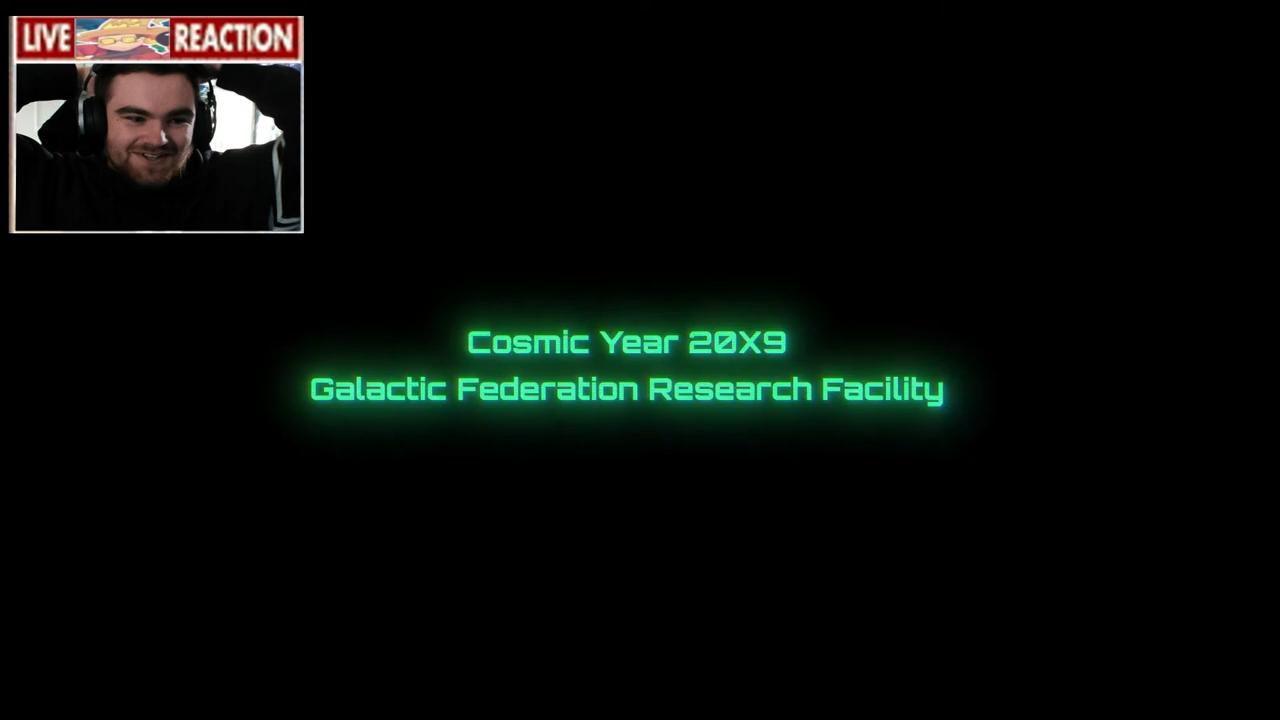 LIVE REACTION
Cosmic Year 20X9
Galactic Federation Research Facility